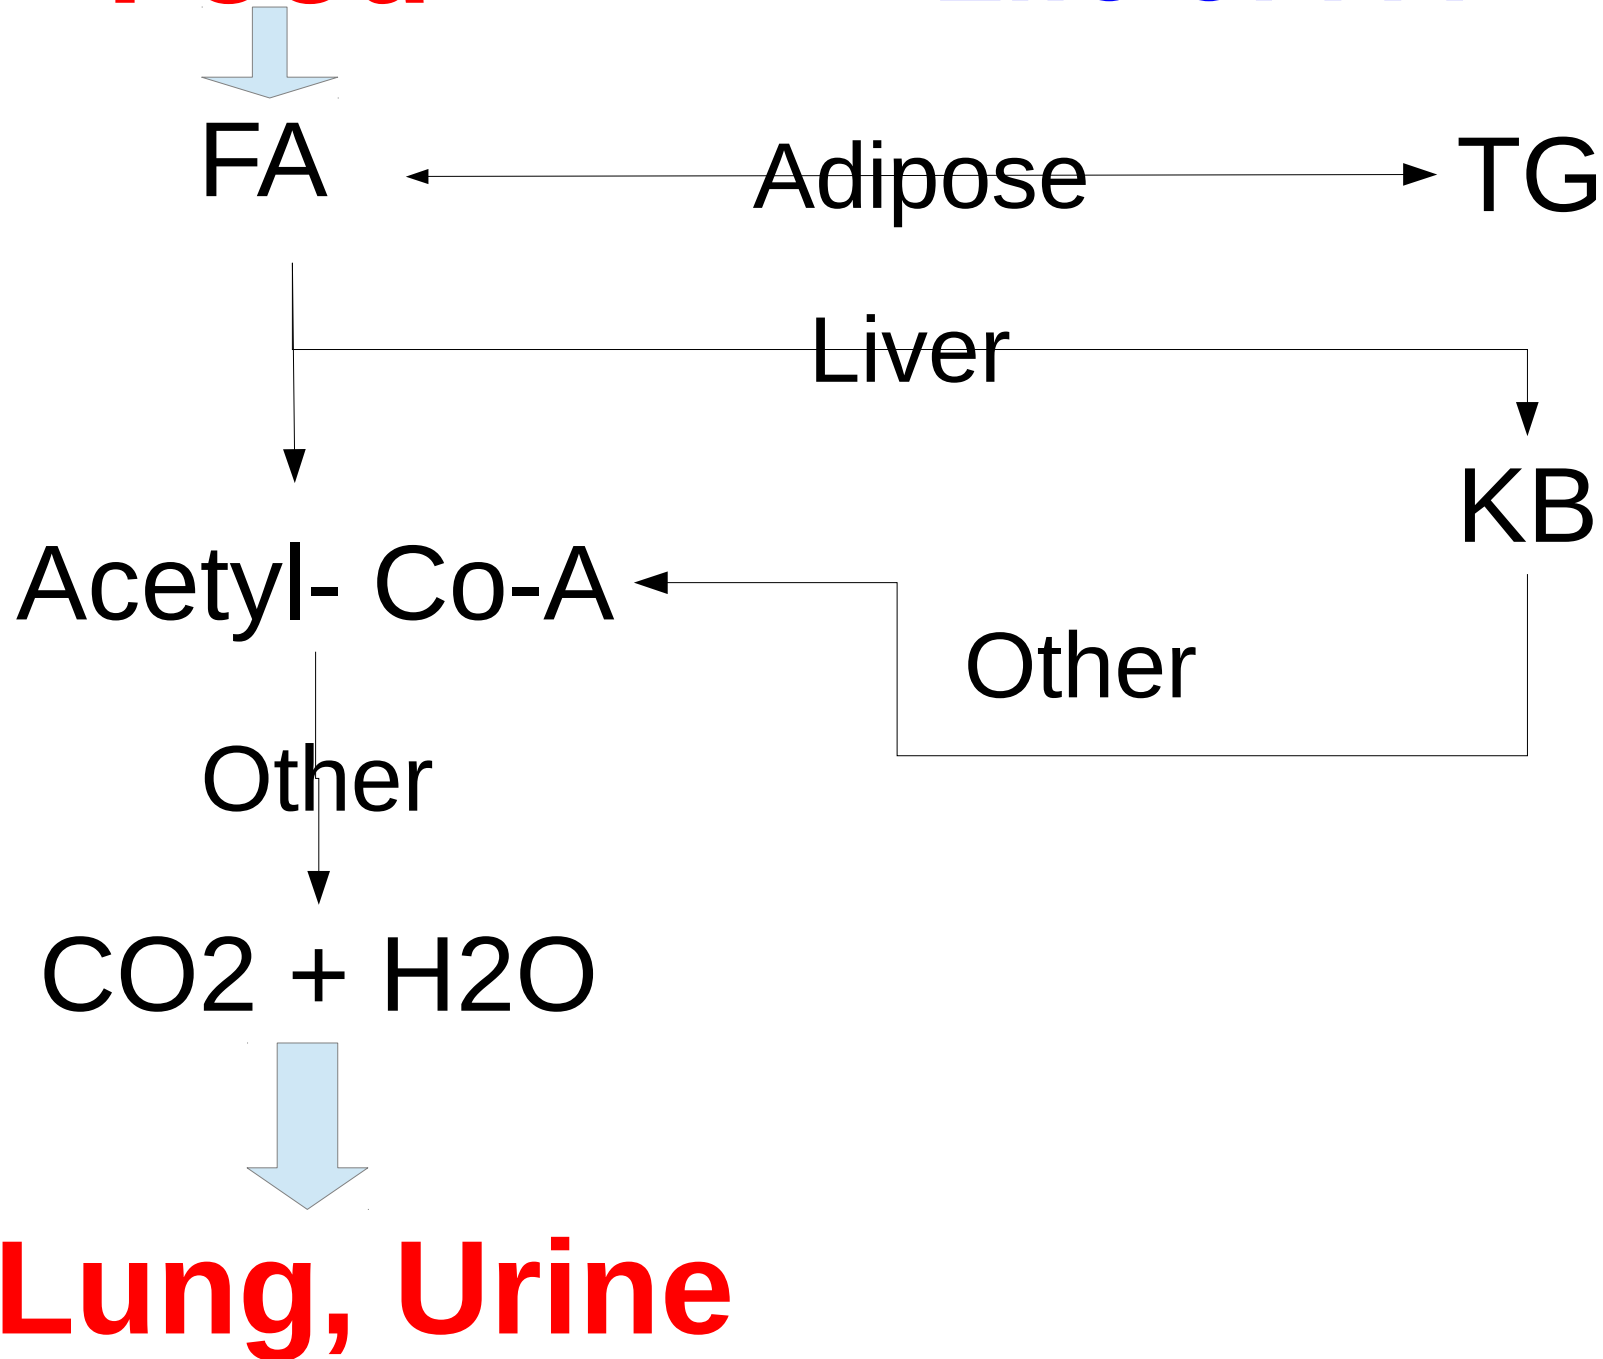 FA
Adipose
TG
Liver
KB
Acetyl- Co-A
Other
Other
CO2 + H2O
Lung, Urine